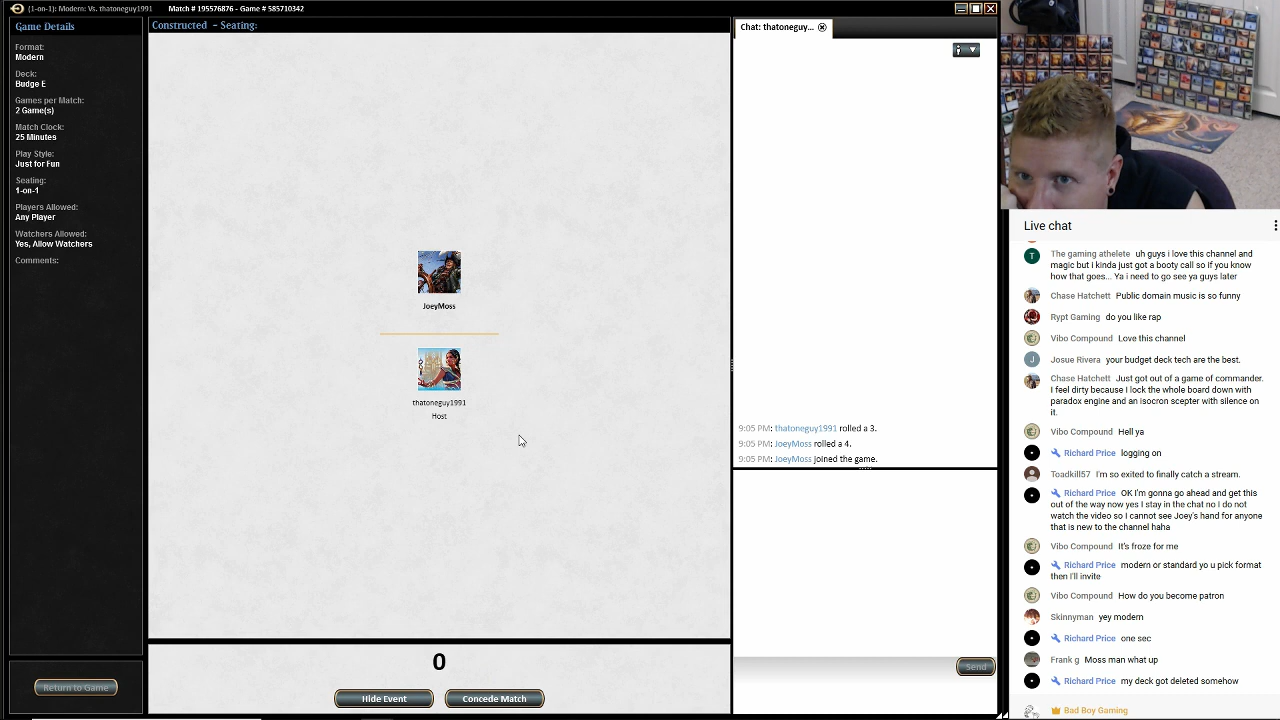 (1-on-1): Modern: Vs. thatoneguy1991
Match # 195576876 - Game # 585710342
Game Details
Format:
Modern
Deck:
Budge E
Games per Match:
2 Game(s)
Match Clock:
25 Minutes
Play Style:
Just for Fun
Seating:
1-on-1
Players Allowed:
Any Player
Watchers Allowed:
Yes, Allow Watchers
Comments:
Return to Game
Constructed - Seating:
JoeyMoss
thatoneguy1991
Host
0
Hide Event
Concede Match
Chat: thatoneguy...
9:05 PM: thatoneguy1991 rolled a 3.
9:05 PM: JoeyMoss rolled a 4.
9:05 PM: JoeyMoss joined the game.
Send
Live chat
T
The gaming athelete uh guys i love this channel and
magic but i kinda just got a booty call so if you know
how that goes... Ya i need to go see ya guys later
Chase Hatchett Public domain music is so funny
Rypt Gaming do you like rap
Vibo Compound Love this channel
J
Josue Rivera your budget deck tech are the best.
Chase Hatchett Just got out of a game of commander.
I feel dirty because I lock the whole board down with
paradox engine and an isocron scepter with silence on
it.
Vibo Compound Hell ya
Richard Price logging on
Toadkill57 I'm so exited to finally catch a stream.
Richard Price OK I'm gonna go ahead and get this
out of the way now yes I stay in the chat no I do not
watch the video so I cannot see Joey's hand for anyone
that is new to the channel haha
Vibo Compound It's froze for me
Richard Price modern or standard yo u pick format
then I'll invite
Vibo Compound How do you become patron
Skinnyman yey modern
Richard Price one sec
Frank g Moss man what up
Richard Price my deck got deleted somehow
Bad Boy Gaming